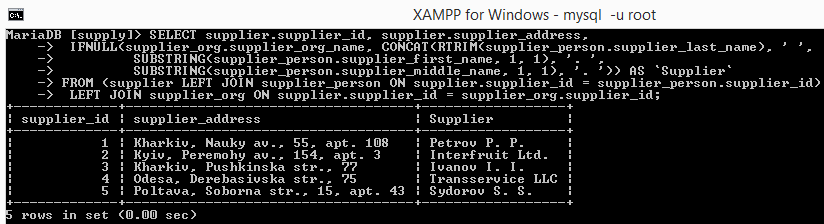 XAMPP for Windows - mysql -u root
MariaDB [supply]> SELECT supplier.supplier_id, supplier.supplier_address,
-> IFNULL(supplier_org.supplier_org_name, CONCAT(RTRIM(supplier_person.supplier_last_name), ' ',
-> SUBSTRING(supplier_person.supplier_first_name, 1, 1), '. ',
-> SUBSTRING(supplier_person.supplier_middle_name, 1, 1), '. ')) AS `Supplier`
-> FROM (supplier LEFT JOIN supplier_person ON supplier.supplier_id = supplier_person.supplier_id)
-> LEFT JOIN supplier_org ON supplier.supplier_id = supplier_org.supplier_id;
+-------------+------------------------------------+------------------+
| supplier_id | supplier_address | Supplier |
+-------------+------------------------------------+------------------+
| 1 | Kharkiv, Nauky av., 55, apt. 108 | Petrov P. P. |
| 2 | Kyiv, Peremohy av., 154, apt. 3 | Interfruit Ltd. |
| 3 | Kharkiv, Pushkinska str., 77 | Ivanov I. I. |
| 4 | Odesa, Derebasivska str., 75 | Transservice LLC |
| 5 | Poltava, Soborna str., 15, apt. 43 | Sydorov S. S. |
+-------------+------------------------------------+------------------+
5 rows in set (0.00 sec)